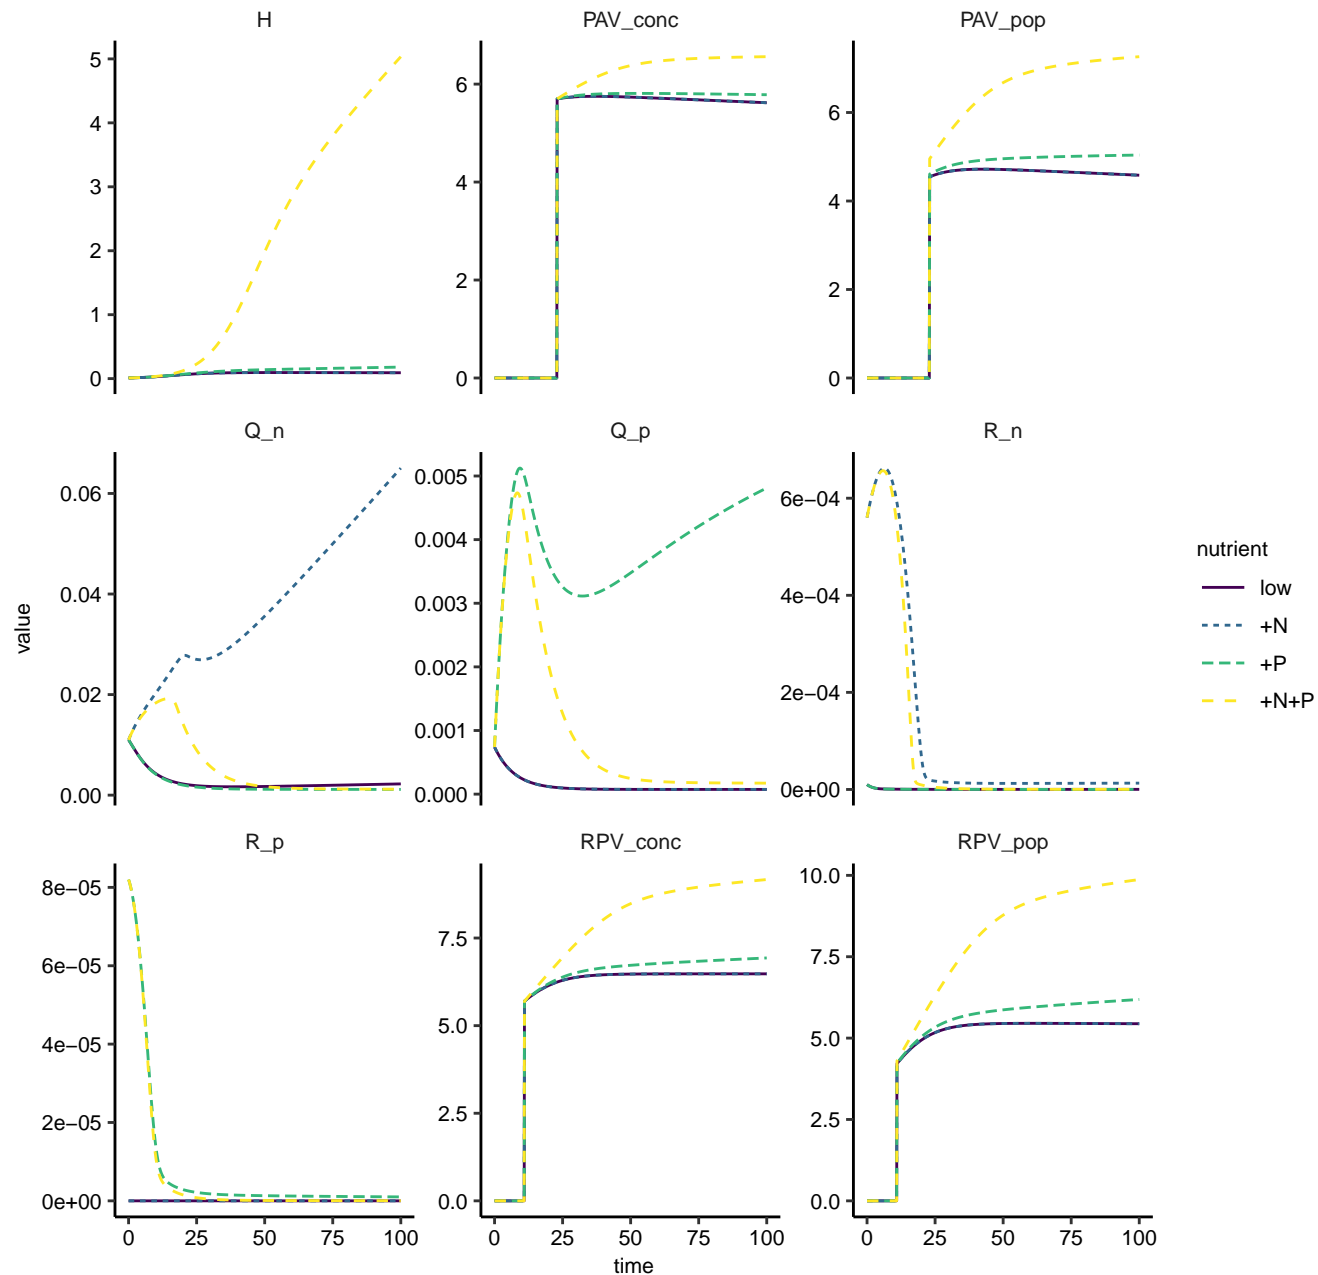 H
PAV_conc
PAV_pop
5
4
3
2
1
0
6
4
2
0
6
4
2
0
Q_n
Q_p
R_n
0.06
0.04
0.02
0.00
0.005
0.004
0.003
0.002
0.001
0.000
6e−04
4e−04
2e−04
0e+00
value
nutrient
low
+N
+P
+N+P
R_p
RPV_conc
RPV_pop
8e−05
6e−05
4e−05
2e−05
0e+00
7.5
5.0
2.5
0.0
10.0
7.5
5.0
2.5
0.0
0 25 50 75 100
0 25 50 75 100
0 25 50 75 100
time